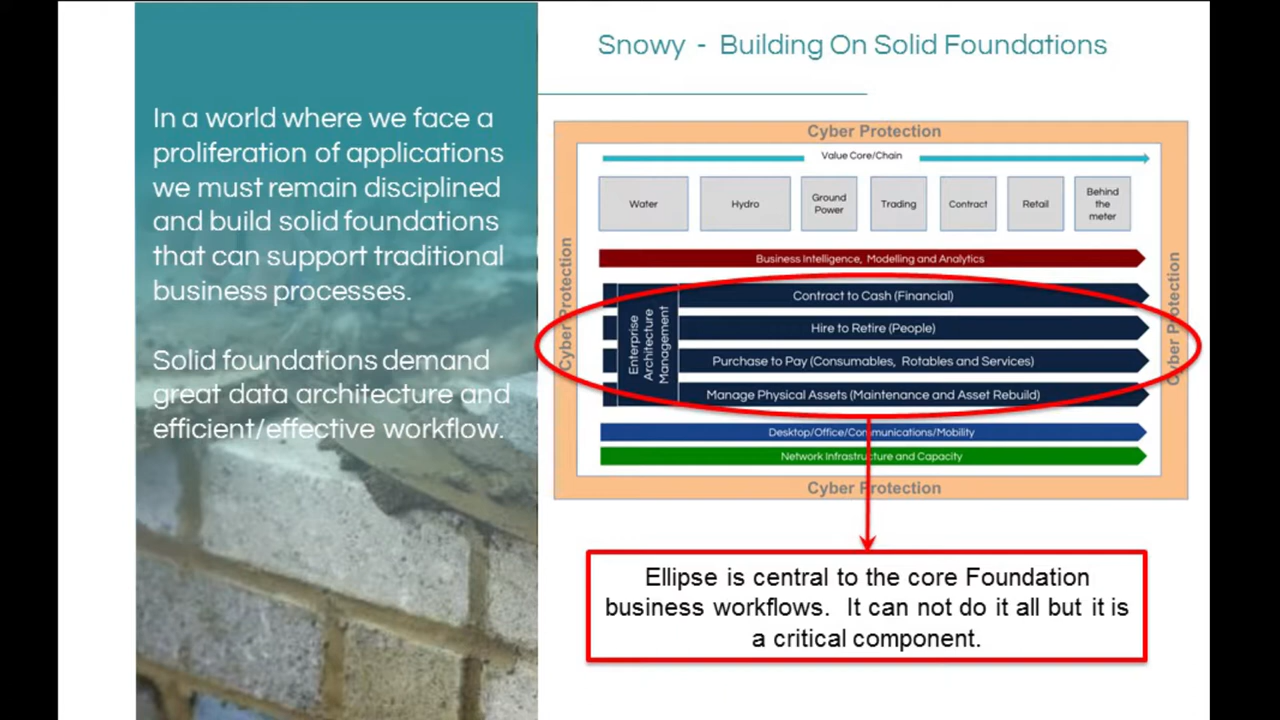 Snowy - Building On Solid Foundations
In a world where we face a
proliferation of applications
we must remain disciplined
and build solid foundations
that can support traditional
business processes.
Solid foundations demand
great data architecture and
efficient/effective workflow.
Cyber Protection
Cyber Protection
Cyber Protection
Value Core/Chain
Water
Hydro
Ground
Power
Trading
Contract
Retail
Behind
the
meter
Business Intelligence, Modelling and Analytics
Enterprise
Architecture
Management
Contract to Cash (Financial)
Hire to Retire (People)
Purchase to Pay (Consumables, Rotables and Services)
Manage Physical Assets (Maintenance and Asset Rebuild)
Desktop/Office/Communications/Mobility
Network Infrastructure and Capacity
Cyber Protection
Ellipse is central to the core Foundation
business workflows. It can not do it all but it is
a critical component.